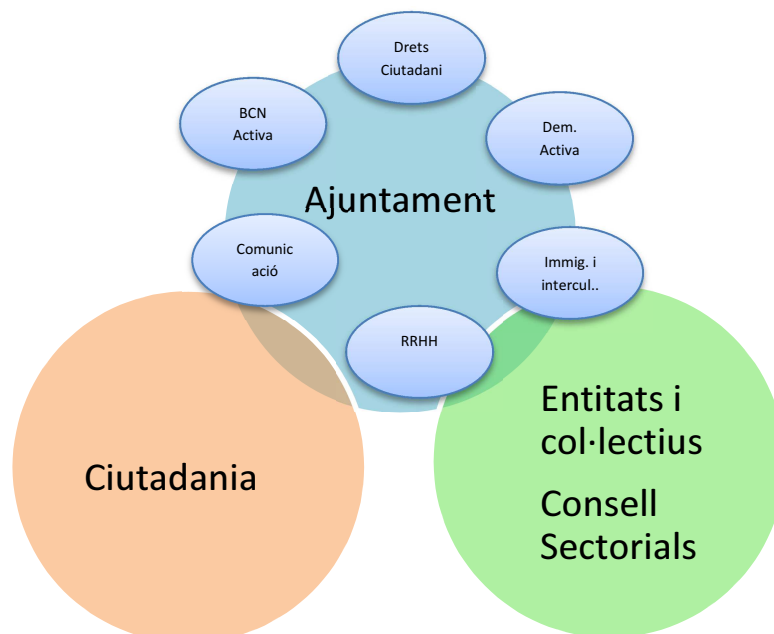 Drets
Ciutadani
BCN
Activa
Dem.
Activa
Ajuntament
Comunic
ació
Immig. i
intercul..
RRHH
Ciutadania
Entitats i
col·lectius
Consell
Sectorials